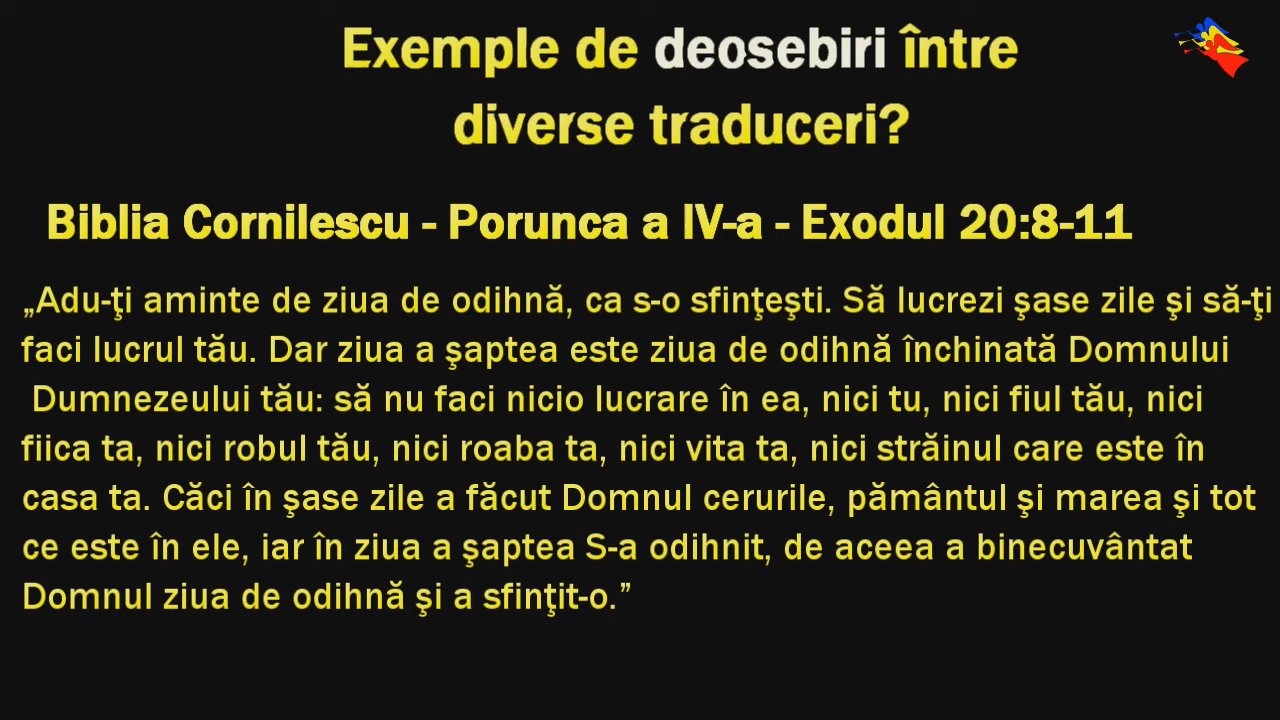 Exemple de deosebiri între
diverse traduceri?
Biblia Cornilescu - Porunca a IV-a - Exodul 20:8-11
„Adu-ţi aminte de ziua de odihnă, ca s-o sfinţeşti. Să lucrezi şase zile şi să-ţi
faci lucrul tău. Dar ziua a şaptea este ziua de odihnă închinată Domnului
Dumnezeului tău: să nu faci nicio lucrare în ea, nici tu, nici fiul tău, nici
fiica ta, nici robul tău, nici roaba ta, nici vita ta, nici străinul care este în
casa ta. Căci în şase zile a făcut Domnul cerurile, pământul şi marea şi tot
ce este în ele, iar în ziua a şaptea S-a odihnit, de aceea a binecuvântat
Domnul ziua de odihnă şi a sfinţit-o.”